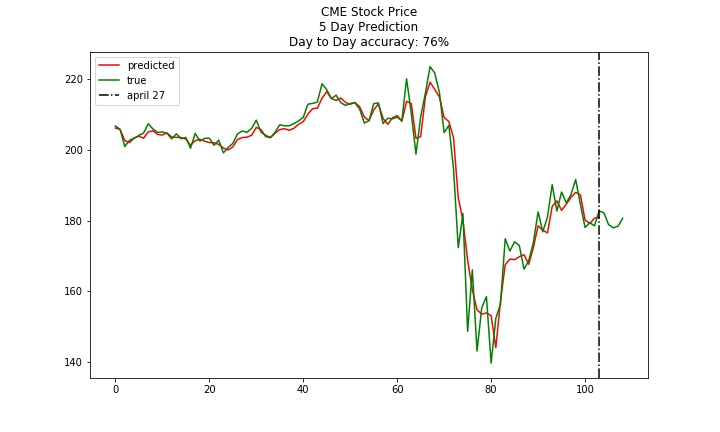 CME Stock Price
5 Day Prediction
Day to Day accuracy: 76%
predicted
true
april 27
220
200
180
160
140
0
20
40
60
80
100